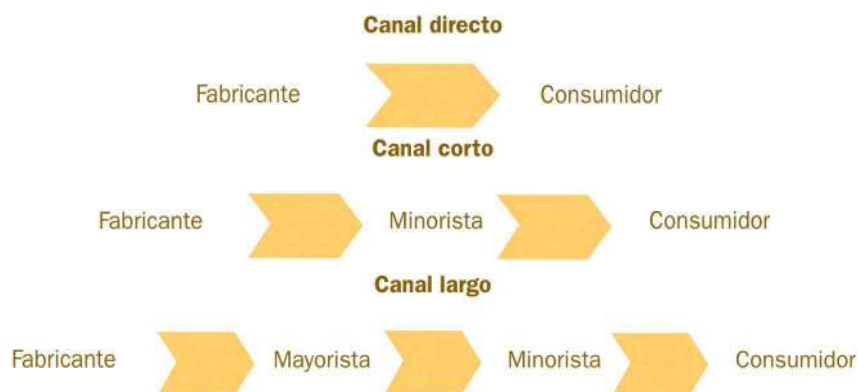 Canal directo
Fabricante Consumidor
Canal corto
Fabricante Minorista Consumidor
Canal largo
Fabricante Mayorista Minorista Consumidor